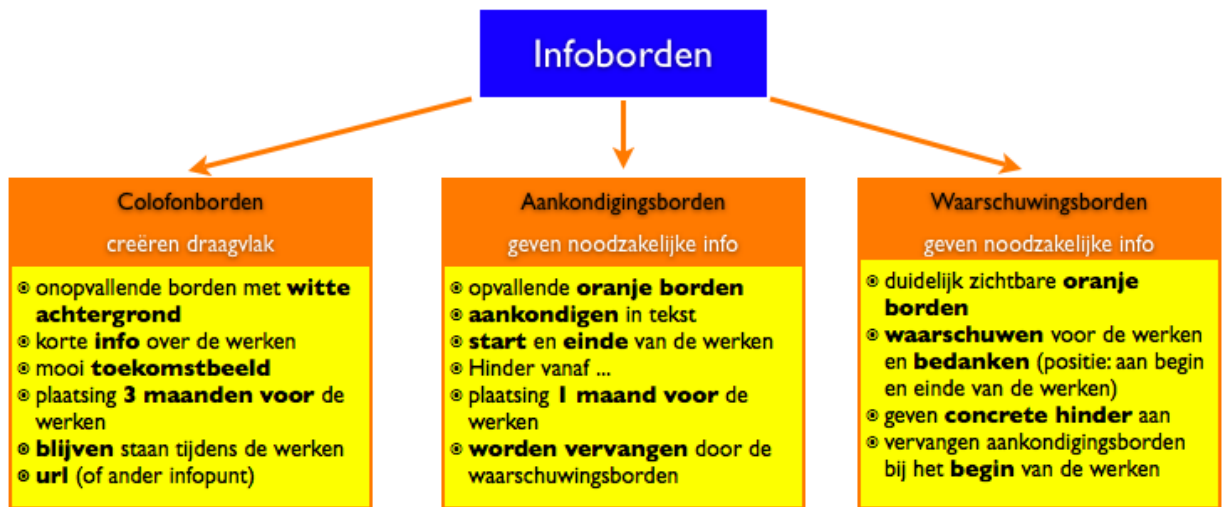 Infoborden
Colofonborden
creëren draagvlak
◉ onopvallende borden met witte
achtergrond
◉ korte info over de werken
◉ mooi toekomstbeeld
◉ plaatsing 3 maanden voor de
werken
◉ blijven staan tijdens de werken
◉ url (of ander infopunt)
Aankondigingsborden
geven noodzakelijke info
◉ opvallende oranje borden
◉ aankondigen in tekst
◉ start en einde van de werken
◉ Hinder vanaf ...
◉ plaatsing 1 maand voor de
werken
◉ worden vervangen door de
waarschuwingsborden
Waarschuwingsborden
geven noodzakelijke info
◉ duidelijk zichtbare oranje
borden
◉ waarschuwen voor de werken
en bedanken (positie: aan begin
en einde van de werken)
◉ geven concrete hinder aan
◉ vervangen aankondigingsborden
bij het begin van de werken